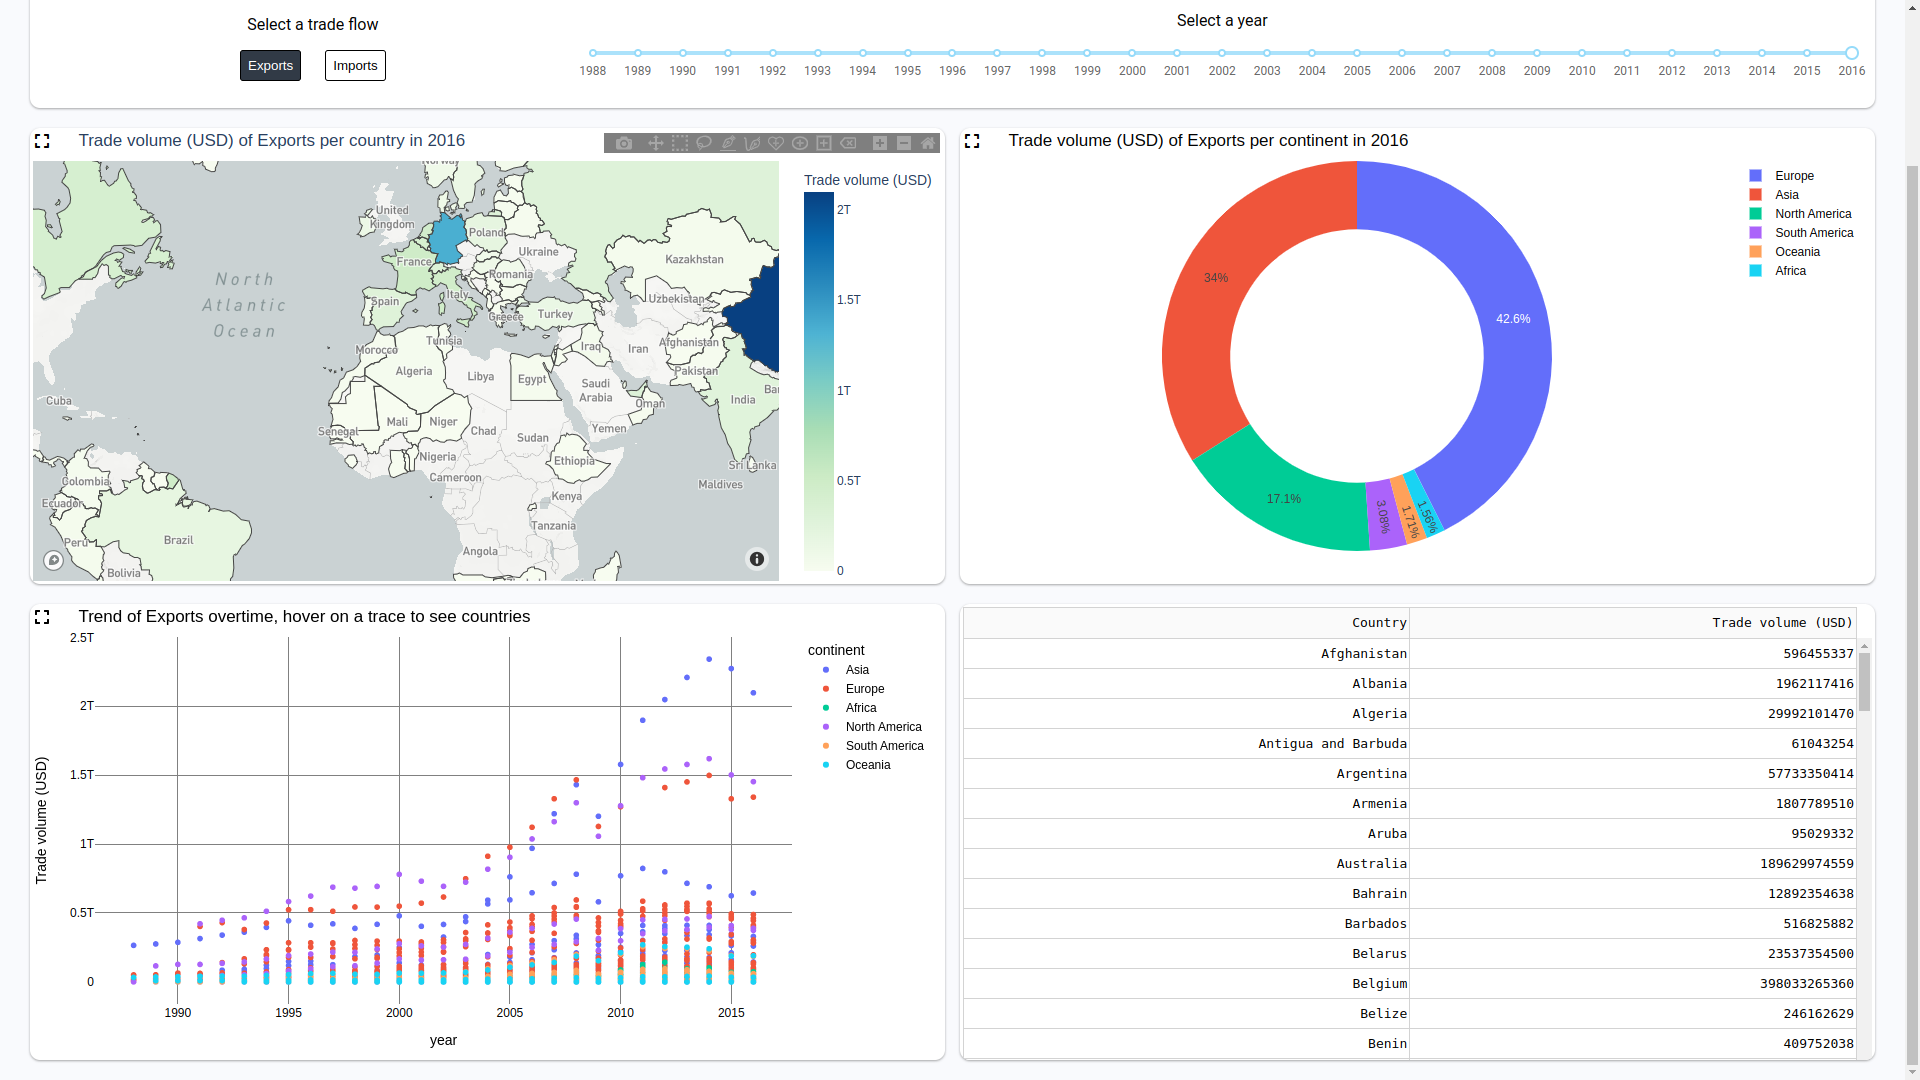 Select a trade flow
Exports
Imports
Select a year
1988 1989 1990 1991 1992 1993 1994 1995 1996 1997 1998 1999 2000 2001 2002 2003 2004 2005 2006 2007 2008 2009 2010 2011 2012 2013 2014 2015 2016
Trade volume (USD) of Exports per country in 2016
Norway
United
Kingdom
Poland
Ukraine
France
Kazakhstan
Romania
North
Atlantic
Ocean
Spain
Italy
Uzbekistan
Greece
Turkey
Tunisia
Morocco
Iraq
Iran
Afghanistan
Algeria
Libya
Egypt
Pakistan
Saudi
Arabia
Cuba
India
Oman
Mali
Niger
Chad
Senegal
Sudan
Yemen
Nigeria
Ethiopia
Sri Lanka
Colombia
Cameroon
Maldives
Ecuador
Kenya
Tanzania
Peru
Brazil
Angola
Bolivia
Trade volume (USD)
2T
1.5T
1T
0.5T
0
Trade volume (USD) of Exports per continent in 2016
34%
42.6%
17.1%
3.08%
1.71%
1.56%
Europe
Asia
North America
South America
Oceania
Africa
Trend of Exports overtime, hover on a trace to see countries
2.5T
2T
1.5T
1T
0.5T
0
Trade volume (USD)
1990 1995 2000 2005 2010 2015
year
continent
Asia
Europe
Africa
North America
South America
Oceania
Country Trade volume (USD)
Afghanistan 596455337
Albania 1962117416
Algeria 29992101470
Antigua and Barbuda 61043254
Argentina 57733350414
Armenia 1807789510
Aruba 95029332
Australia 189629974559
Bahrain 12892354638
Barbados 516825882
Belarus 23537354500
Belgium 398033265360
Belize 246162629
Benin 409752038